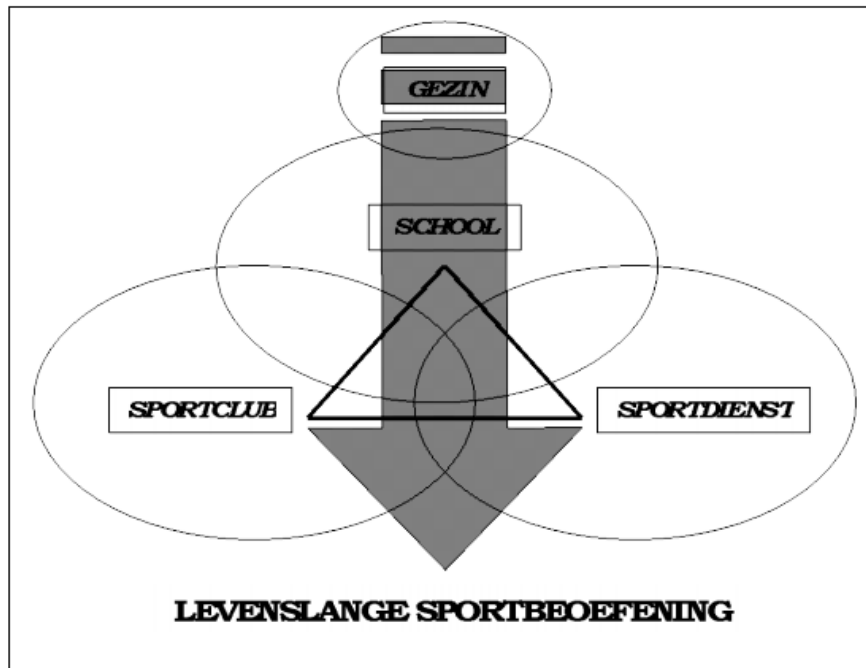 GEZIN
SCHOOL
SPORTCLUB
SPORTDIENST
LEVENSLANGE SPORTBEOEFENING